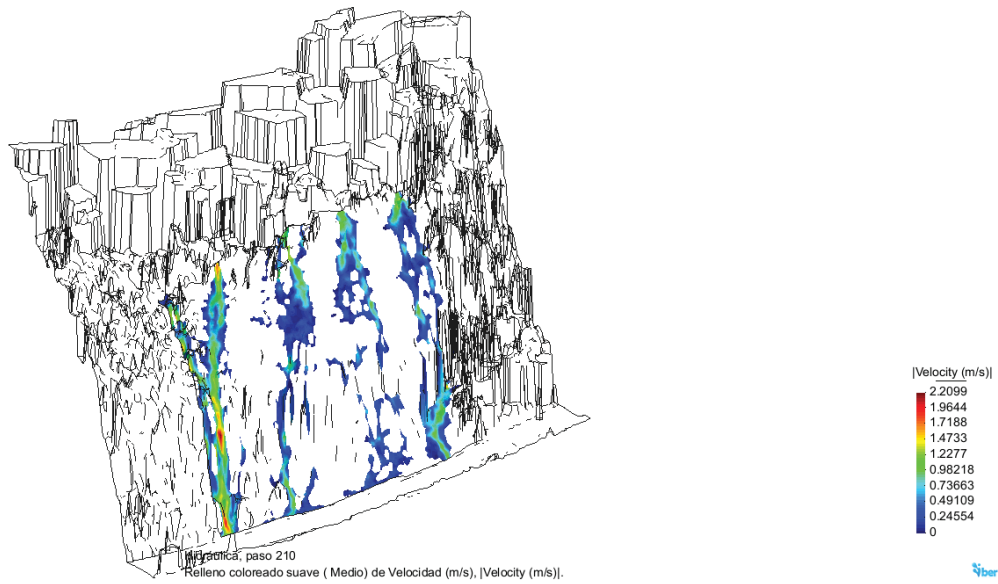 |Velocity (m/s)|
2.2099
1.9644
1.7188
1.4733
1.2277
0.98218
0.73663
0.49109
0.24554
0
Hidráulica, paso 210
Relleno coloreado suave ( Medio) de Velocidad (m/s), |Velocity (m/s)|.
iber